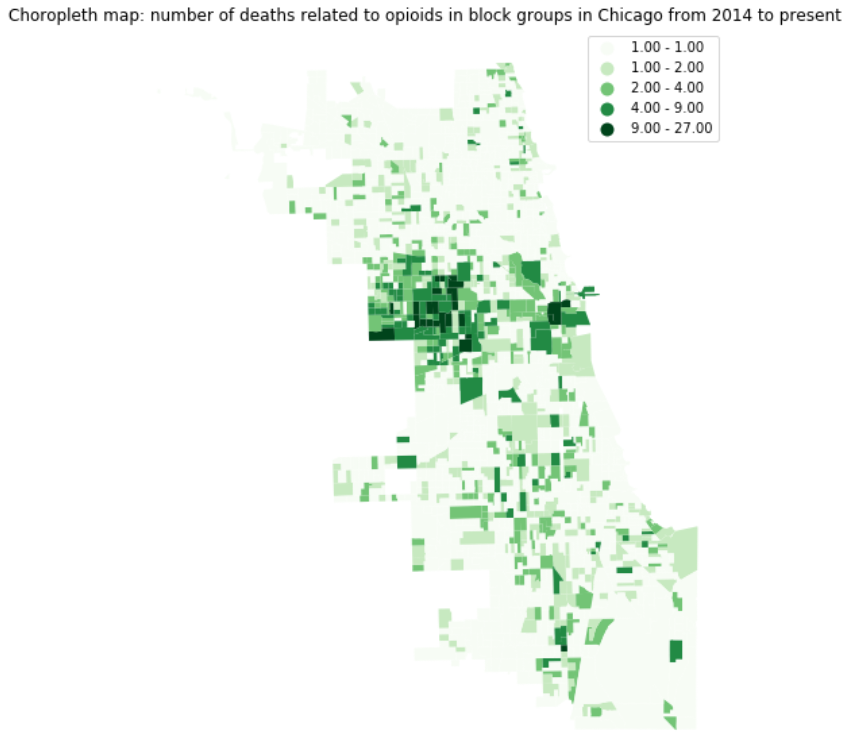 Choropleth map: number of deaths related to opioids in block groups in Chicago from 2014 to present
1.00 - 1.00
1.00 - 2.00
2.00 - 4.00
4.00 - 9.00
9.00 - 27.00